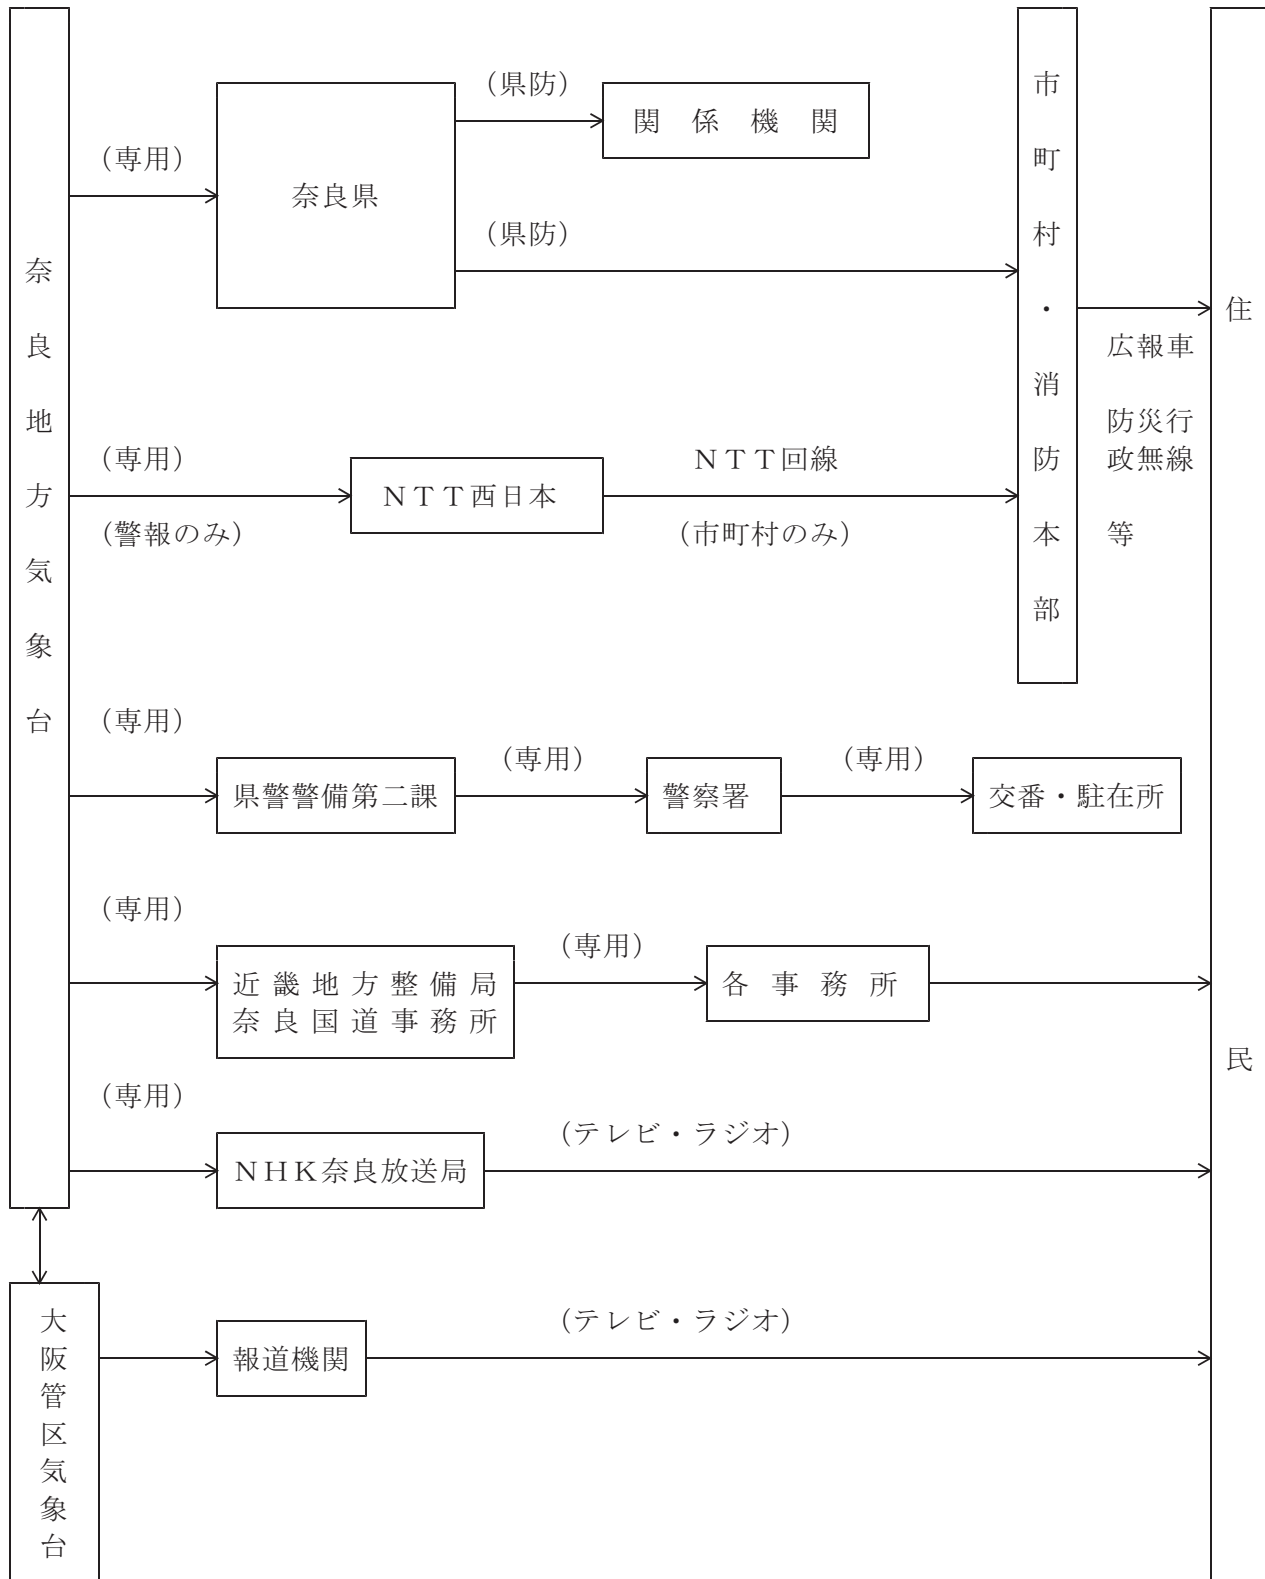 奈良地方気象台
(専用)
奈良県
(県防)
関係機関
(県防)
市町村・消防本部
広報車
防災行
政無線
等
住民
(専用)
(警報のみ)
ＮＴＴ西日本
ＮＴＴ回線
(市町村のみ)
(専用)
県警警備第二課
(専用)
警察署
(専用)
交番・駐在所
(専用)
近畿地方整備局
奈良国道事務所
(専用)
各事務所
(専用)
ＮＨＫ奈良放送局
(テレビ・ラジオ)
大阪管区気象台
報道機関
(テレビ・ラジオ)